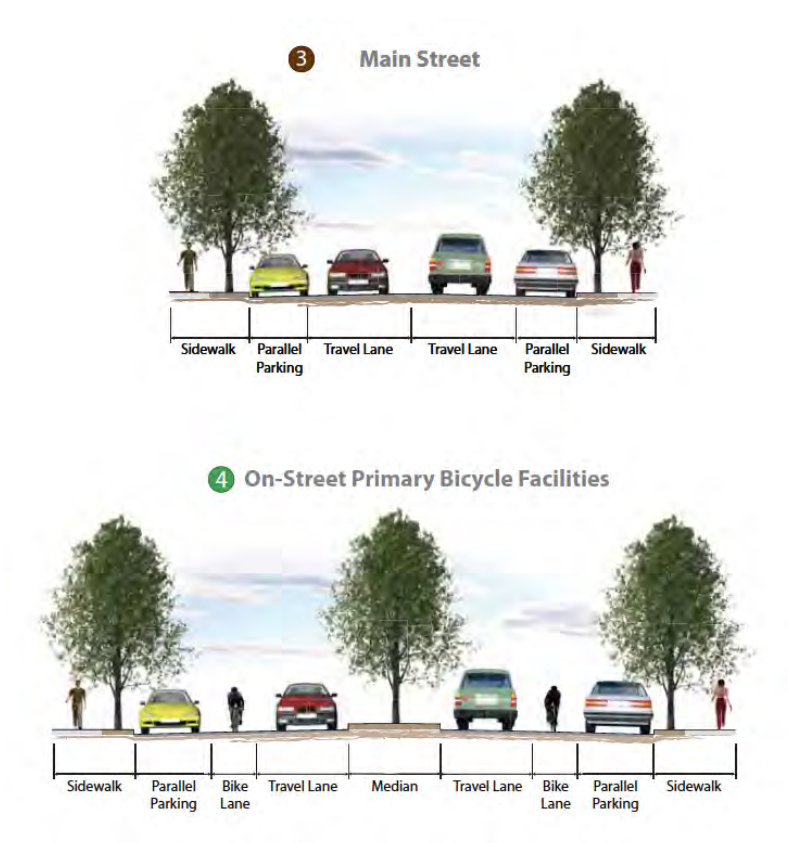 3 Main Street
Sidewalk Parallel Travel Lane Travel Lane Parallel Sidewalk
Parking Parking
4 On-Street Primary Bicycle Facilities
Sidewalk Parallel Bike Travel Lane Median Travel Lane Bike Parallel Sidewalk
Parking Lane Lane Parking